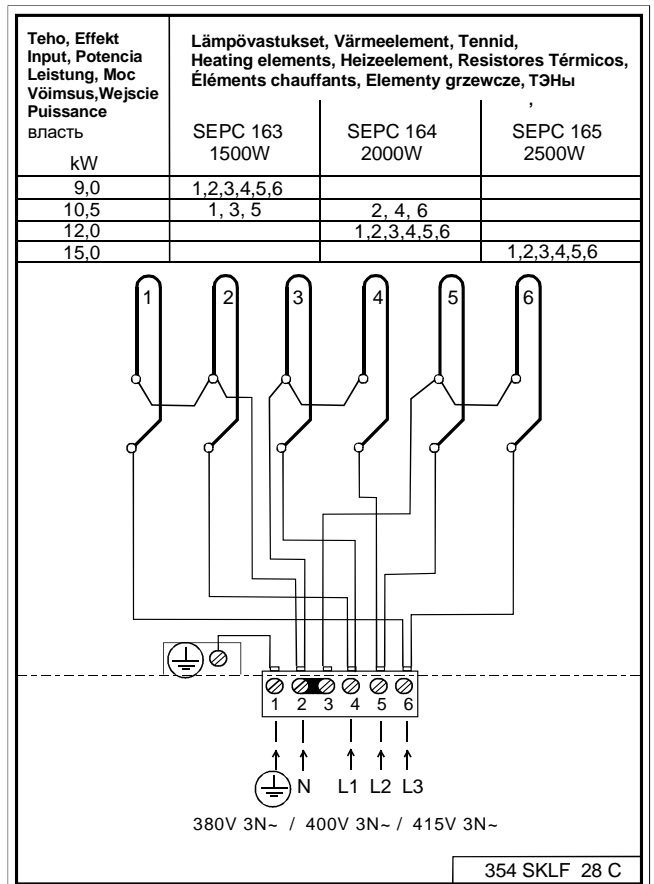 Teho, Effekt
Input, Potencia
Leistung, Moc
Vöimsus,Wejscie
Puissance
власть
kW
Lämpövastukset, Värmeelement, Tennid,
Heating elements, Heizeelement, Resistores Térmicos,
Éléments chauffants, Elementy grzewcze, ТЭНы
,
SEPC 163
1500W
SEPC 164
2000W
SEPC 165
2500W
9,0 1,2,3,4,5,6
10,5 1, 3, 5 2, 4, 6
12,0 1,2,3,4,5,6
15,0 1,2,3,4,5,6
1 2 3 4 5 6
1 2 3 4 5 6
N L1 L2 L3
380V 3N~ / 400V 3N~ / 415V 3N~
354 SKLF 28 C